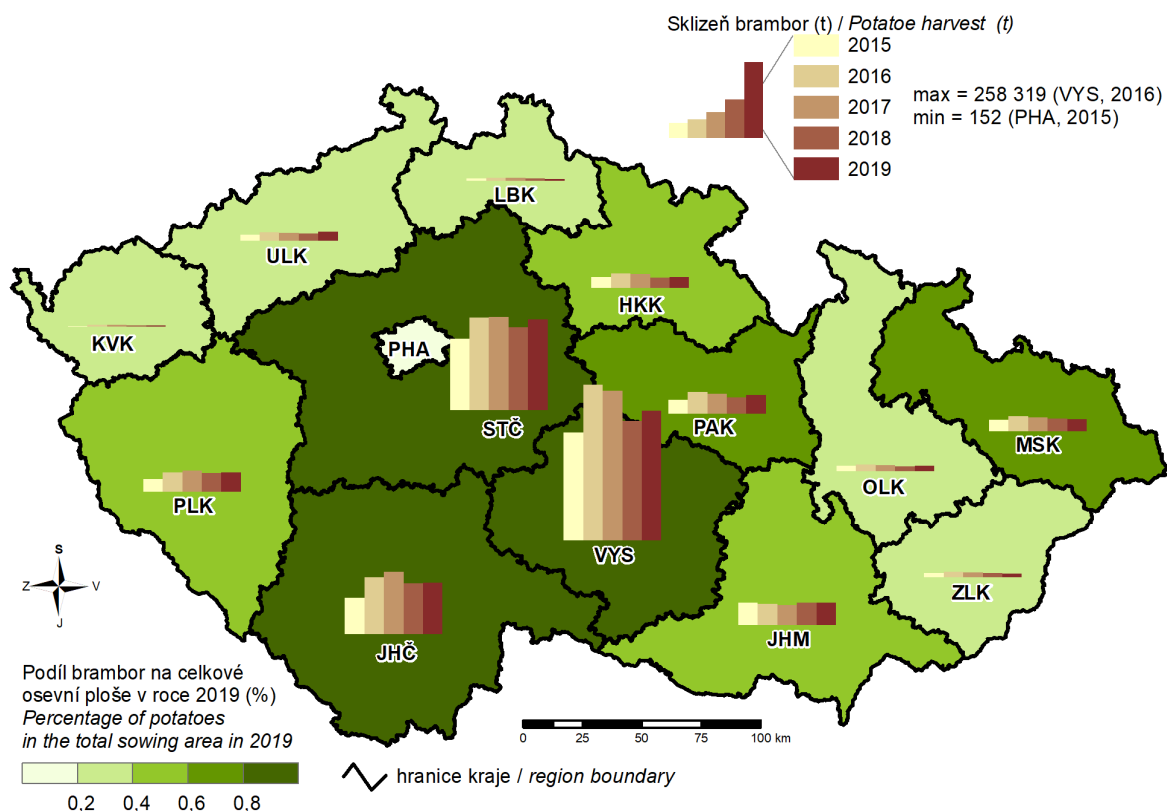 Sklizeň brambor (t) / Potatoe harvest (t)
2015
2016
2017
2018
2019
max = 258 319 (VYS, 2016)
min = 152 (PHA, 2015)
LBK
ULK
HKK
KVK
PHA
STČ
PAK
MSK
OLK
PLK
VYS
ZLK
JHM
JHČ
S
Z
V
J
Podíl brambor na celkové
osevní ploše v roce 2019 (%)
Percentage of potatoes
in the total sowing area in 2019
0,2 0,4 0,6 0,8
0 25 50 75 100 km
hranice kraje / region boundary